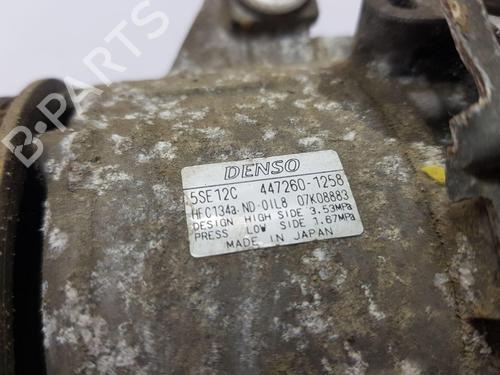 DENSO
5SE12C 447260-1258
HFC134a ND-OIL8 07K08883
DESIGN HIGH SIDE 3.53MPa
PRESS LOW SIDE 1.67MPa
MADE IN JAPAN
B-PARTS